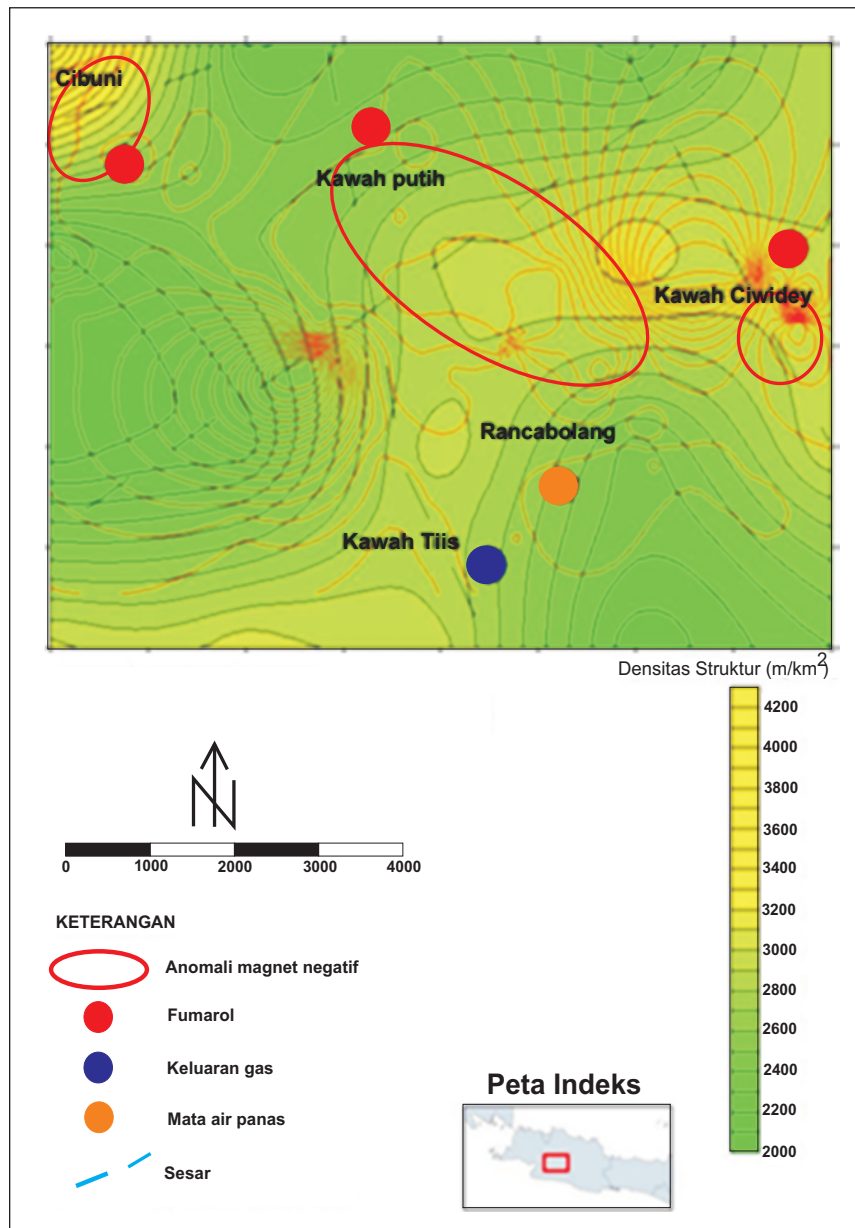 Cibuni
Kawah putih
Kawah Ciwidey
Rancabolang
Kawah Tiis
Densitas Struktur (m/km²)
4200
4000
3800
3600
3400
3200
3000
2800
2600
2400
2200
2000
N
0 1000 2000 3000 4000
KETERANGAN
Anomali magnet negatif
Fumarol
Keluaran gas
Mata air panas
Sesar
Peta Indeks